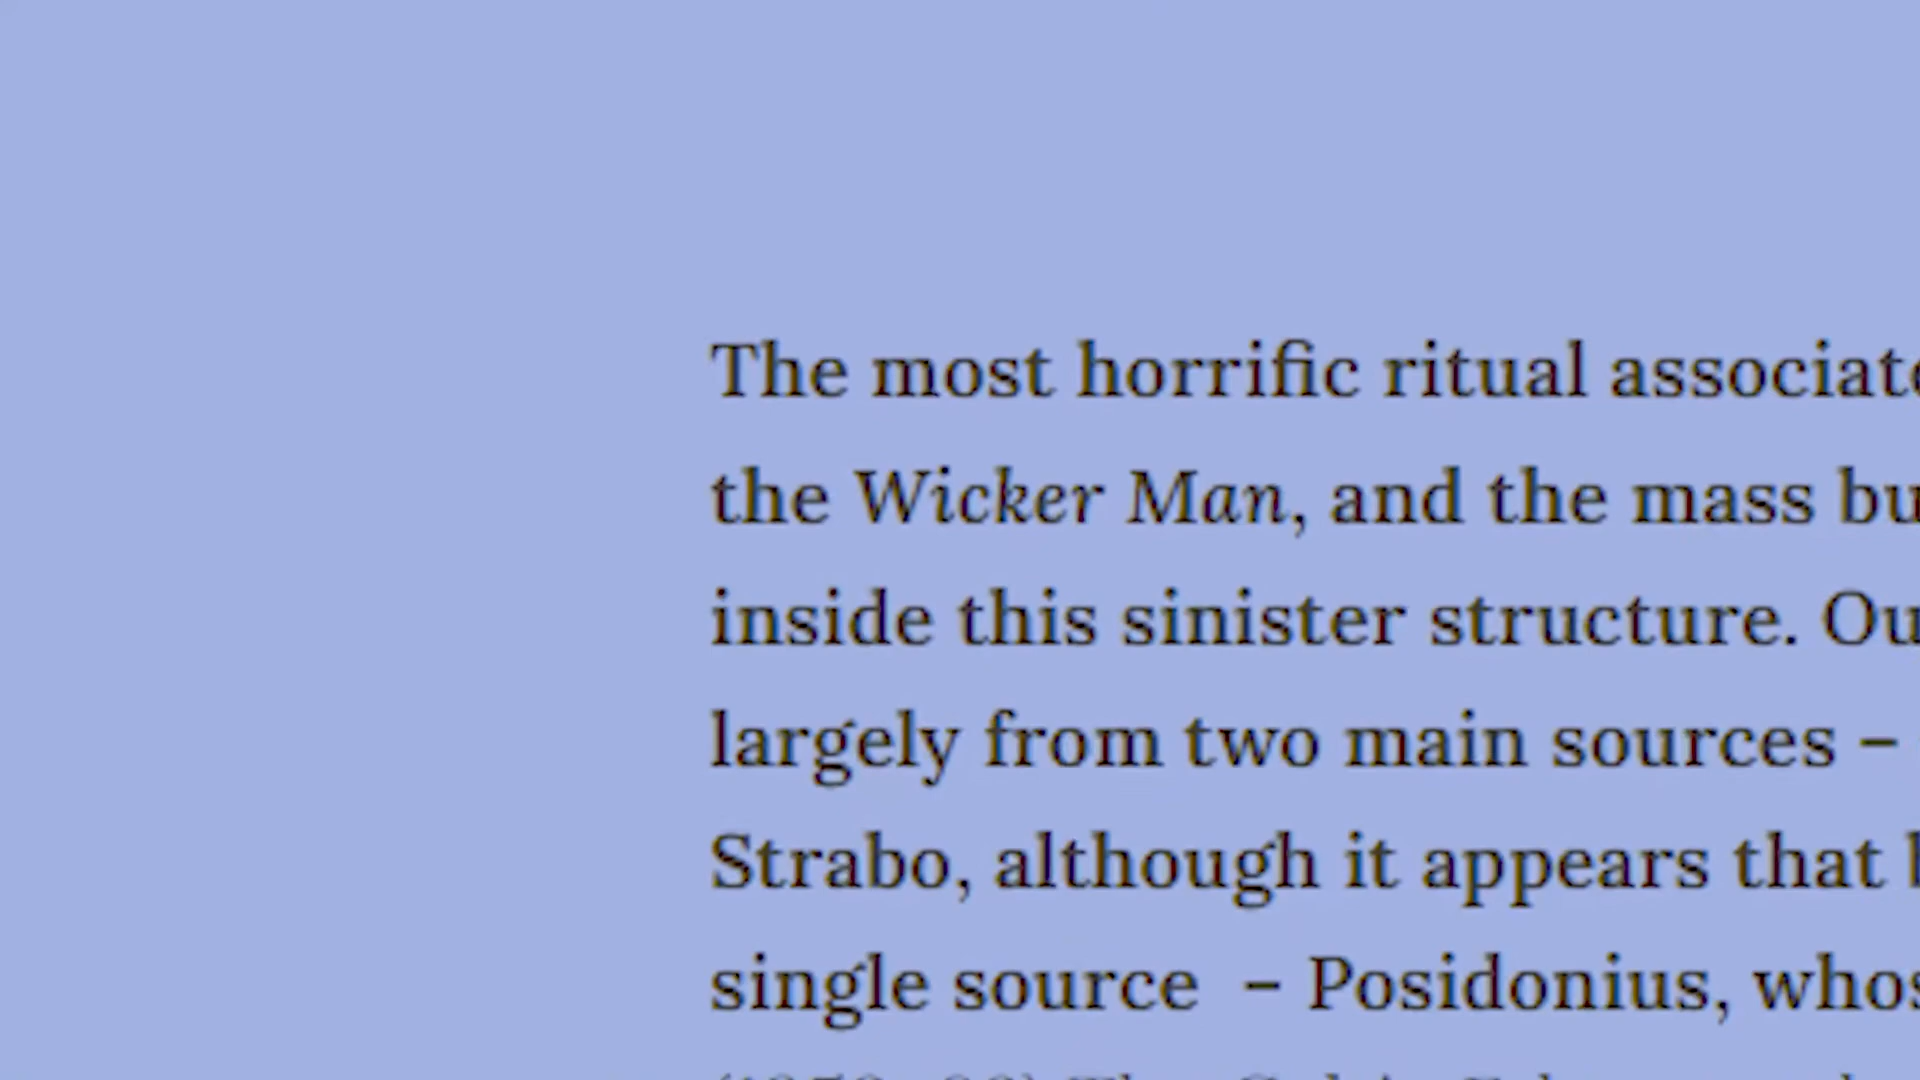 The most horrific ritual associate
the Wicker Man, and the mass bu
inside this sinister structure. Ou
largely from two main sources –
Strabo, although it appears that b
single source – Posidonius, whos